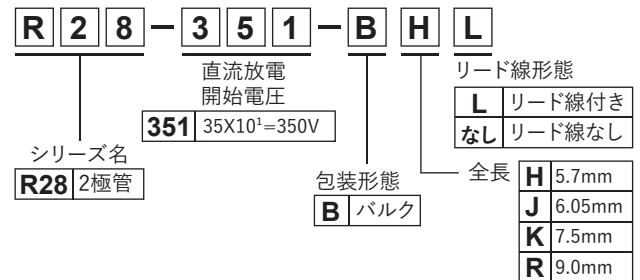 R28-351-BHL
直流放電
開始電圧
351 35X10¹=350V
リード線形態
L リード線付き
なし リード線なし
シリーズ名
R28 2極管
包装形態
B バルク
全長
H 5.7mm
J 6.05mm
K 7.5mm
R 9.0mm